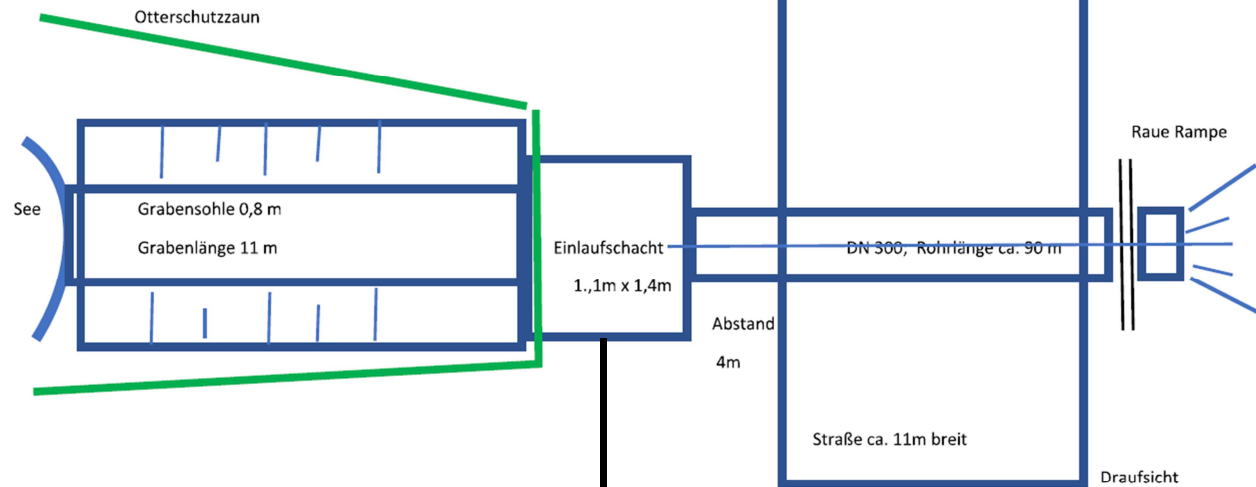 Otterschutzzaun
Raue Rampe
See
Grabensohle 0,8 m
Grabenlänge 11 m
Einlaufschacht
1.,1m x 1,4m
DN 300, Rohrlänge ca. 90 m
Abstand
4m
Straße ca. 11m breit
Draufsicht